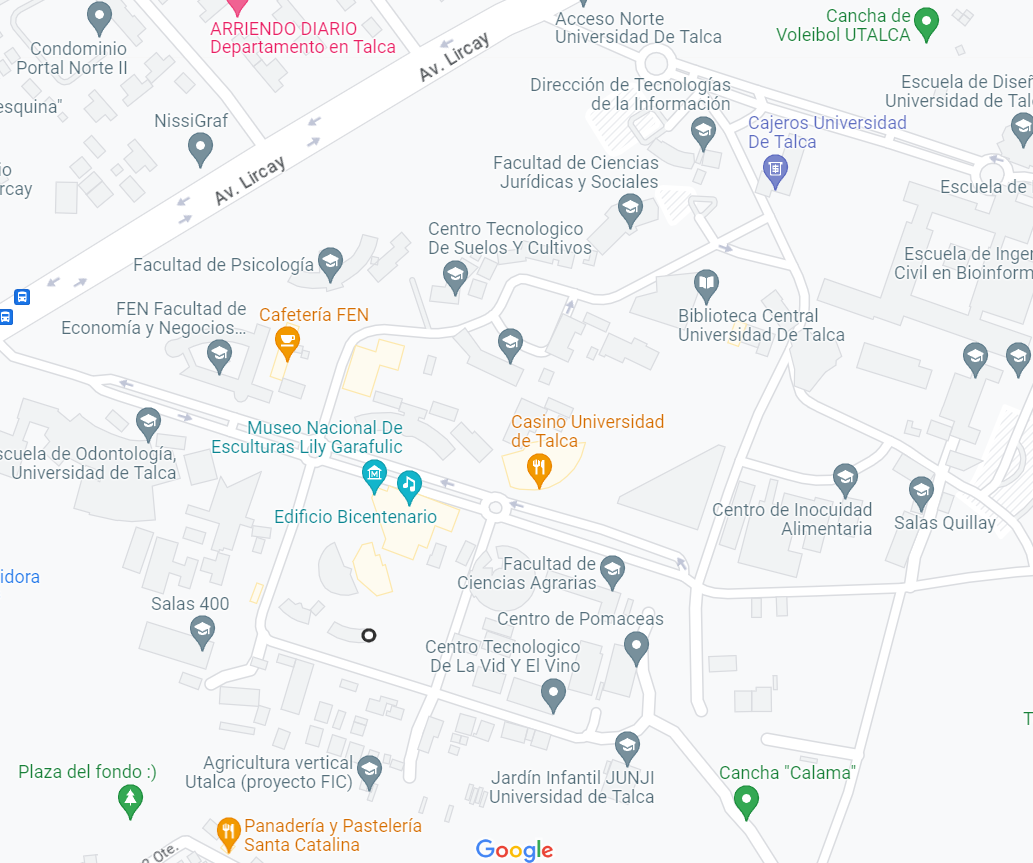 ARRIENDO DIARIO
Departamento en Talca
Acceso Norte
Universidad De Talca
Cancha de
Voleibol UTALCA
Condominio
Portal Norte II
Av. Lircay
Dirección de Tecnologías
de la Información
Escuela de Diseñ
Universidad de Tal
esquina"
NissiGraf
Cajeros Universidad
De Talca
Av. Lircay
io
rcay
Facultad de Ciencias
Jurídicas y Sociales
Escuela de
Centro Tecnologico
De Suelos Y Cultivos
Facultad de Psicología
Escuela de Inger
Civil en Bioinform
FEN Facultad de
Economía y Negocios...
Cafetería FEN
Biblioteca Central
Universidad De Talca
Museo Nacional De
Esculturas Lily Garafulic
Casino Universidad
de Talca
scuela de Odontología,
Universidad de Talca
Edificio Bicentenario
Centro de Inocuidad
Alimentaria
Salas Quillay
idora
Facultad de
Ciencias Agrarias
Salas 400
Centro de Pomaceas
Centro Tecnologico
De La Vid Y El Vino
T
Plaza del fondo :)
Agricultura vertical
Utalca (proyecto FIC)
Jardín Infantil JUNJI
Universidad de Talca
Cancha "Calama"
Panadería y Pastelería
Santa Catalina
Ote.
Google